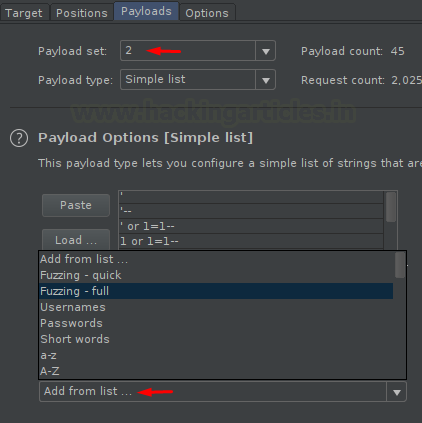 Target Positions Payloads Options
Payload set: 2 Payload count: 45
Payload type: Simple list Request count: 2,025
www.hackingarticles.in
? Payload Options [Simple list]
This payload type lets you configure a simple list of strings that are
Paste '
'--
' or 1=1--
Load ... 1 or 1=1--
Add from list ...
Fuzzing - quick
Fuzzing - full
Usernames
Passwords
Short words
a-z
A-Z
Add from list ...